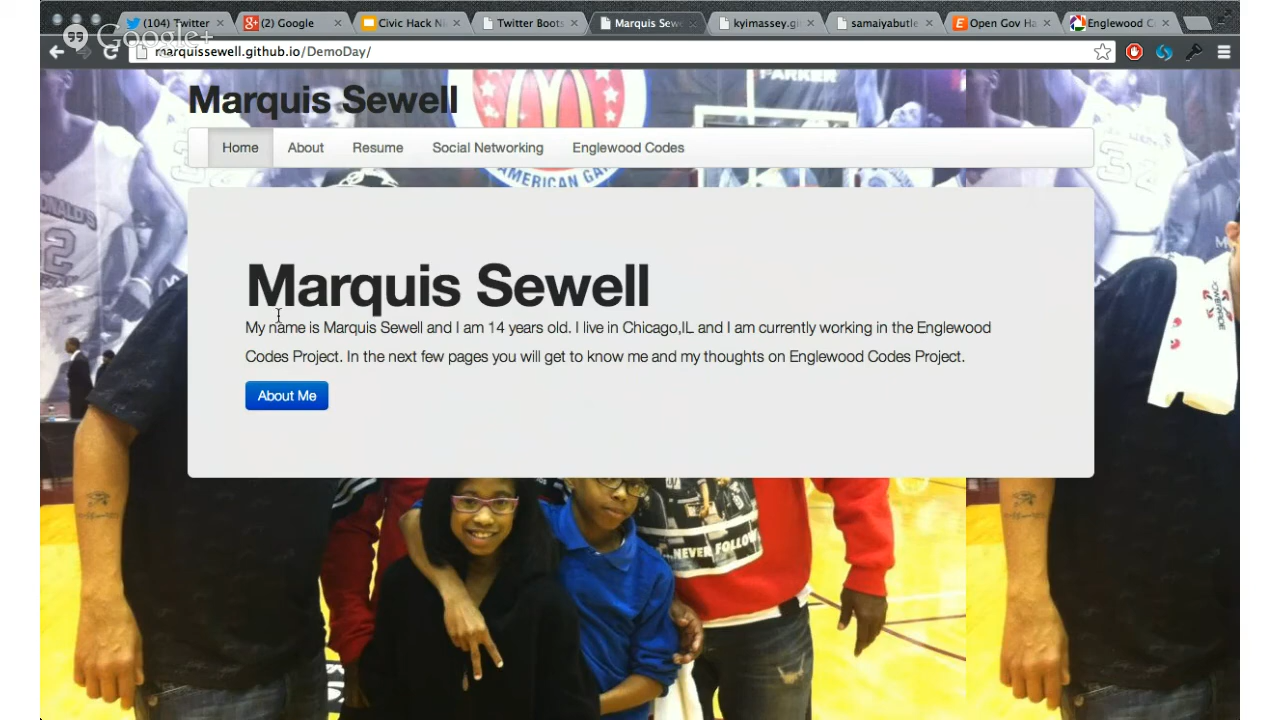 (104) Twitter
(2) Google
Civic Hack Ni
Twitter Boots
Marquis Sew
kyimassey.gi
samaiyabutle
Open Gov Ha
Englewood C
Google+
marquissewell.github.io/DemoDay/
PARKER
Marquis Sewell
Home
About
Resume
Social Networking
Englewood Codes
AMERICAN GA
32
Marquis Sewell
My name is Marquis Sewell and I am 14 years old. I live in Chicago,IL and I am currently working in the Englewood
Codes Project. In the next few pages you will get to know me and my thoughts on Englewood Codes Project.
About Me
NEVER FOLLOW